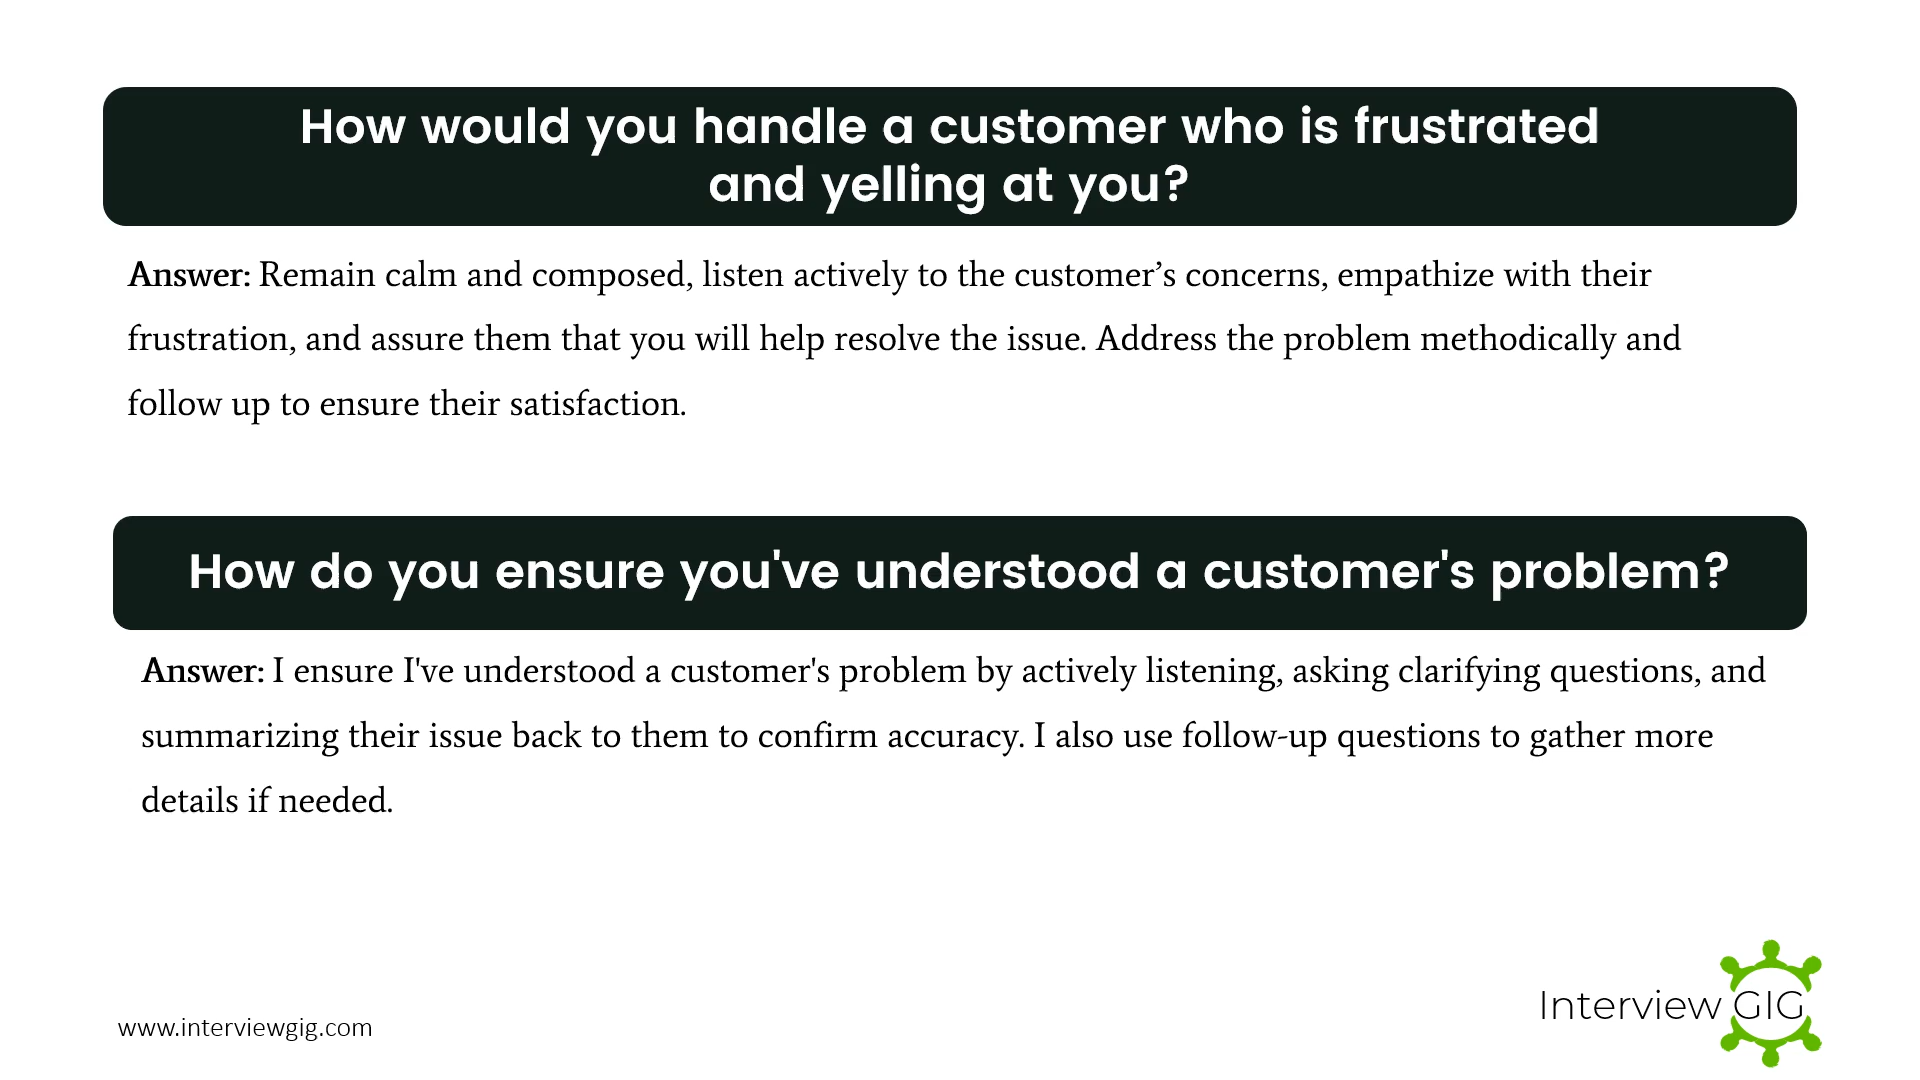 How would you handle a customer who is frustrated
and yelling at you?
Answer: Remain calm and composed, listen actively to the customer’s concerns, empathize with their
frustration, and assure them that you will help resolve the issue. Address the problem methodically and
follow up to ensure their satisfaction.
How do you ensure you've understood a customer's problem?
Answer: I ensure I've understood a customer's problem by actively listening, asking clarifying questions, and
summarizing their issue back to them to confirm accuracy. I also use follow-up questions to gather more
details if needed.
www.interviewgig.com
Interview GIG